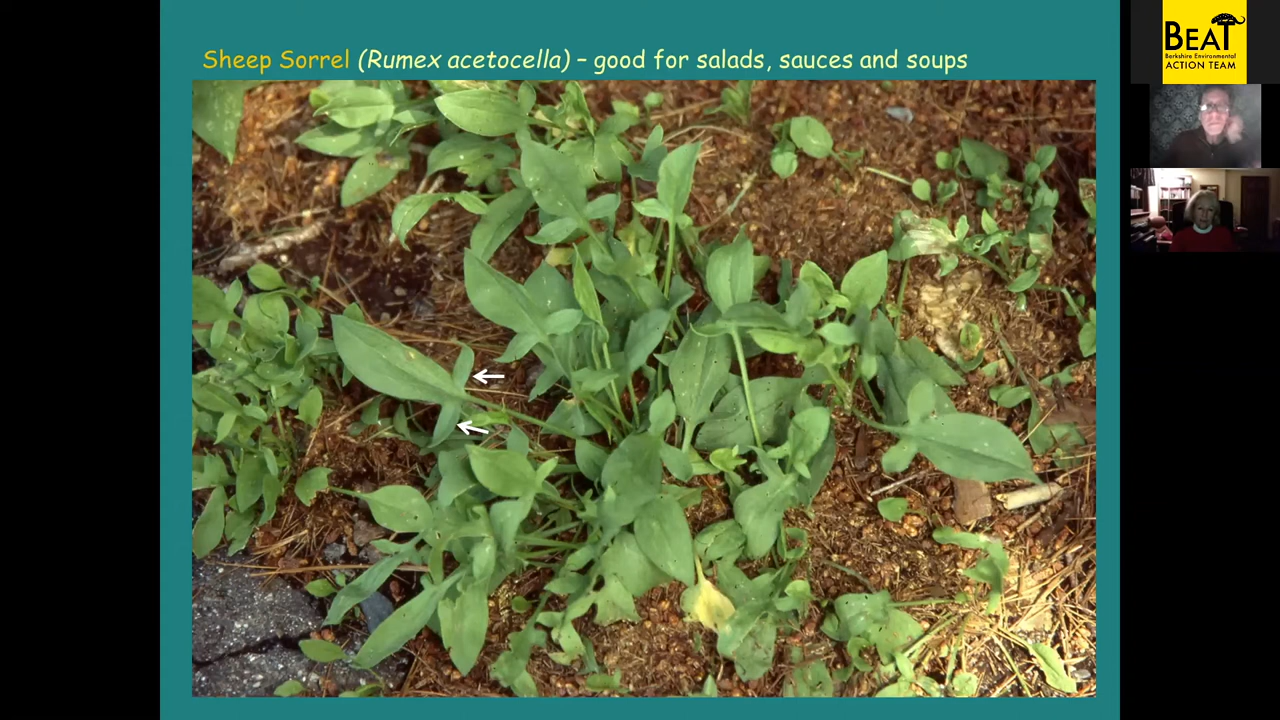 Sheep Sorrel (Rumex acetocella) – good for salads, sauces and soups
BEAT
Berkshire Environmental
ACTION TEAM